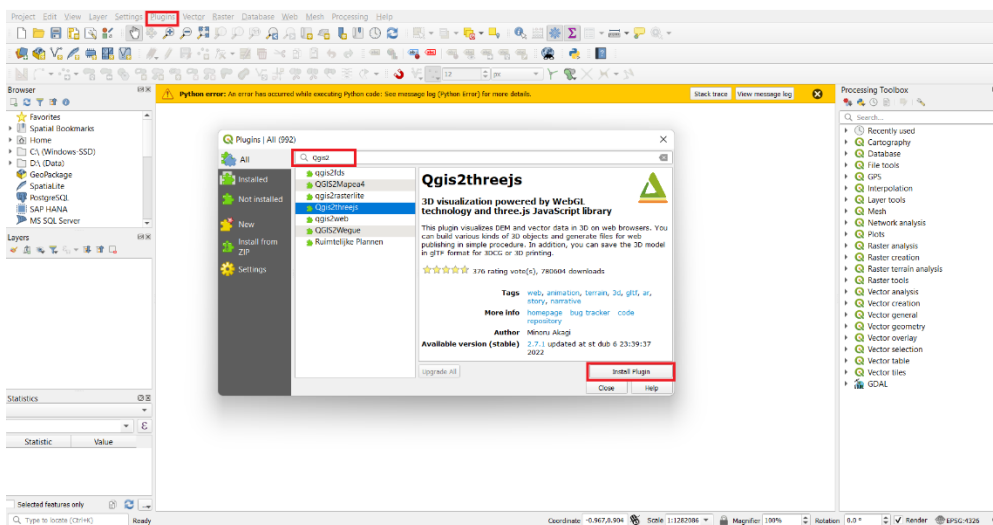 Project Edit View Layer Settings Plugins Vector Raster Database Web Mesh Processing Help
12 px
Browser
Favorites
Spatial Bookmarks
Home
C:\ (Windows-SSD)
D:\ (Data)
GeoPackage
SpatiaLite
PostgreSQL
SAP HANA
MS SQL Server
Layers
Statistics
Statistic Value
Selected features only
Type to locate (Ctrl+K) Ready
Python error: An error has occurred while executing Python code: See message log (Python Error) for more details.
Stack trace View message log
Plugins | All (992)
All
Installed
Not installed
New
Install from
ZIP
Settings
Qgis2
qgis2fds
QGIS2Mapea4
qgis2rasterlite
Qgis2threejs
qgis2web
QGIS2Wegue
Ruimtelijke Plannen
Qgis2threejs
3D visualization powered by WebGL
technology and three.js JavaScript library
This plugin visualizes DEM and vector data in 3D on web browsers. You
can build various kinds of 3D objects and generate files for web
publishing in simple procedure. In addition, you can save the 3D model
in glTF format for 3DCG or 3D
printing.
376 rating vote(s), 780604 downloads
Tags web, animation, terrain, 3d, gltf, ar,
story, narrative
More info homepage bug tracker code
repository
Author Minoru Akagi
Available version (stable) 2.7.1 updated at st dub 6 23:39:37
2022
Upgrade All
Install Plugin
Close Help
Processing Toolbox
Search...
Recently used
Cartography
Database
File tools
GPS
Interpolation
Layer tools
Mesh
Network analysis
Plots
Raster analysis
Raster creation
Raster terrain analysis
Raster tools
Vector analysis
Vector creation
Vector general
Vector geometry
Vector overlay
Vector selection
Vector table
Vector tiles
GDAL
Coordinate -0.967,0.904 Scale 1:1282086 Magnifier 100% Rotation 0.0 ° Render EPSG:4326